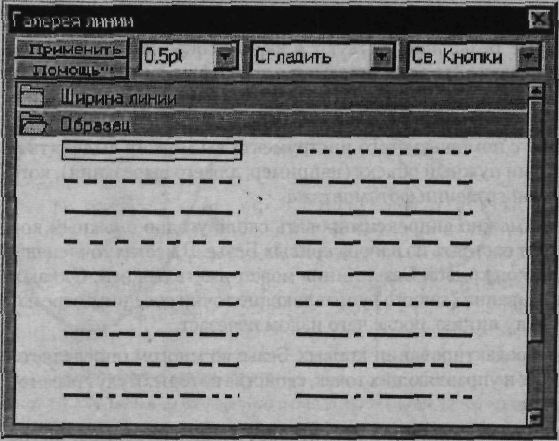 Галерея линии
Применить
Помощь...
0.5pt
Сгладить
Св. Кнопки
Ширина линии
Образец